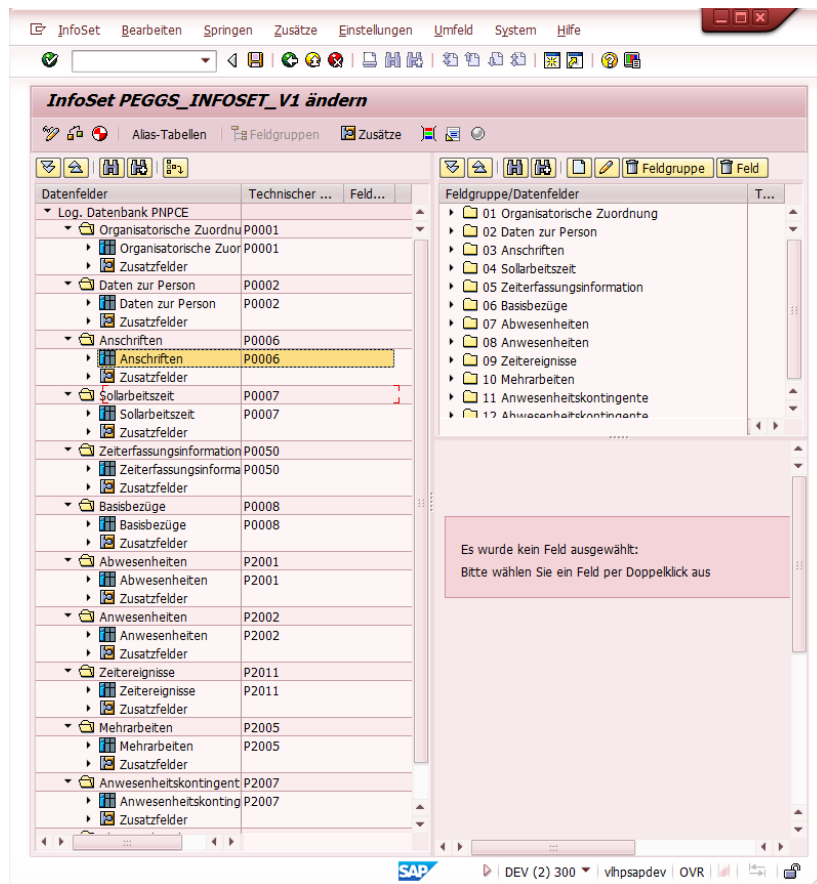 InfoSet Bearbeiten Springen Zusätze Einstellungen Umfeld System Hilfe
InfoSet PEGGS_INFOSET_V1 ändern
Alias-Tabellen Feldgruppen Zusätze
Feldgruppe Feld
Datenfelder Technischer ... Feld...
Log. Datenbank PNPCE
Organisatorische Zuordnu P0001
Organisatorische Zuor P0001
Zusatzfelder
Daten zur Person P0002
Daten zur Person P0002
Zusatzfelder
Anschriften P0006
Anschriften P0006
Zusatzfelder
Sollarbeitszeit P0007
Sollarbeitszeit P0007
Zusatzfelder
Zeiterfassungsinformation P0050
Zeiterfassungsinforma P0050
Zusatzfelder
Basisbezüge P0008
Basisbezüge P0008
Zusatzfelder
Abwesenheiten P2001
Abwesenheiten P2001
Zusatzfelder
Anwesenheiten P2002
Anwesenheiten P2002
Zusatzfelder
Zeitereignisse P2011
Zeitereignisse P2011
Zusatzfelder
Mehrarbeiten P2005
Mehrarbeiten P2005
Zusatzfelder
Anwesenheitskontingent P2007
Anwesenheitskonting P2007
Zusatzfelder
Feldgruppe/Datenfelder T...
01 Organisatorische Zuordnung
02 Daten zur Person
03 Anschriften
04 Sollarbeitszeit
05 Zeiterfassungsinformation
06 Basisbezüge
07 Abwesenheiten
08 Anwesenheiten
09 Zeitereignisse
10 Mehrarbeiten
11 Anwesenheitskontingente
12 Abwesenheitskontingente
Es wurde kein Feld ausgewählt:
Bitte wählen Sie ein Feld per Doppelklick aus
SAP DEV (2) 300 vlhpsapdev OVR